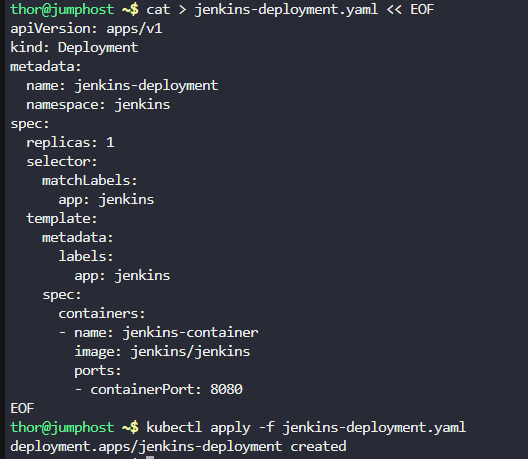 thor@jumphost ~$ cat > jenkins-deployment.yaml << EOF
apiVersion: apps/v1
kind: Deployment
metadata:
  name: jenkins-deployment
  namespace: jenkins
spec:
  replicas: 1
  selector:
    matchLabels:
      app: jenkins
  template:
    metadata:
      labels:
        app: jenkins
    spec:
      containers:
      - name: jenkins-container
        image: jenkins/jenkins
        ports:
        - containerPort: 8080
EOF
thor@jumphost ~$ kubectl apply -f jenkins-deployment.yaml
deployment.apps/jenkins-deployment created